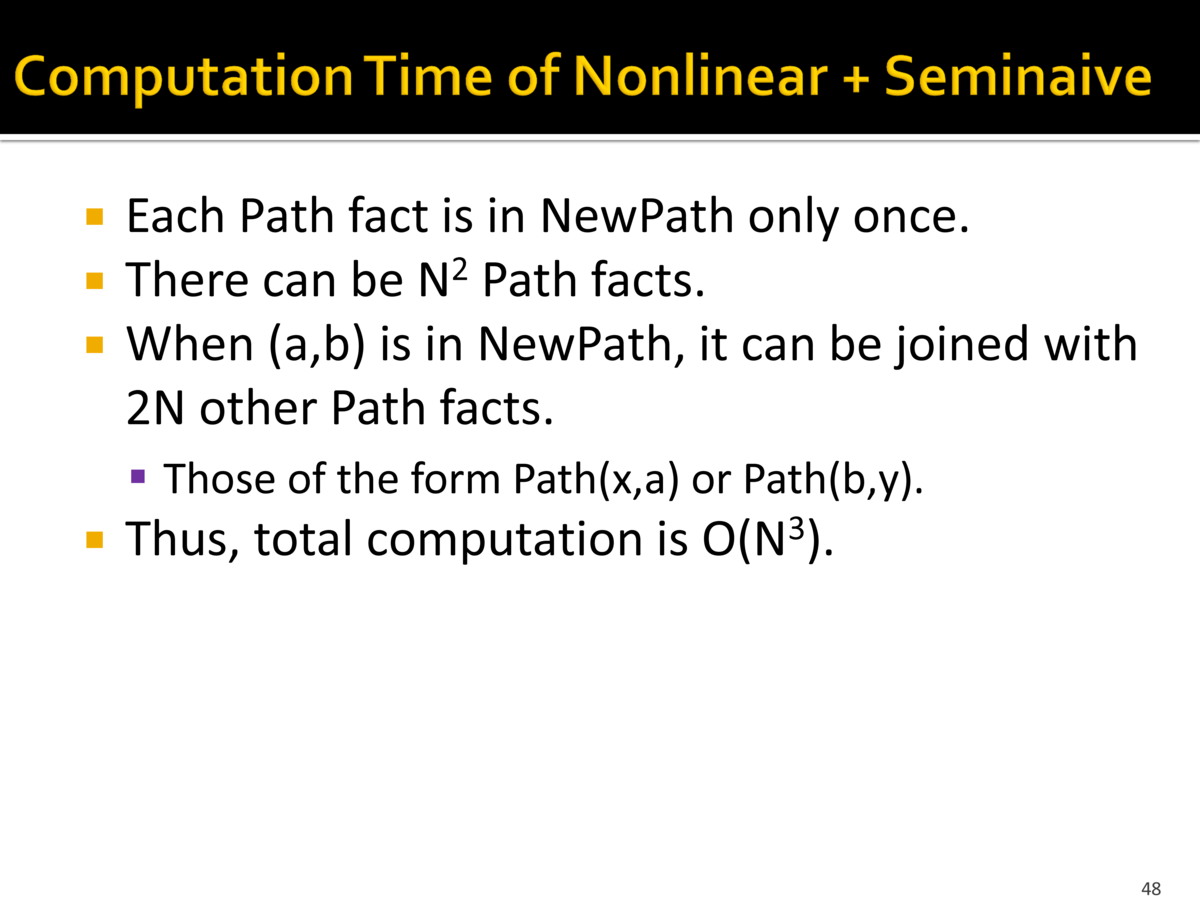 Computation Time of Nonlinear + Seminaive
Each Path fact is in NewPath only once.
There can be N² Path facts.
When (a,b) is in NewPath, it can be joined with
2N other Path facts.
Those of the form Path(x,a) or Path(b,y).
Thus, total computation is O(N³).
48